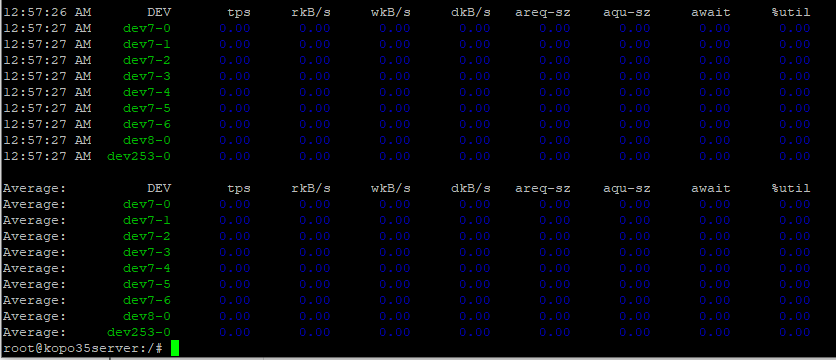 12:57:26 AM DEV tps rkB/s wkB/s dkB/s areq-sz aqu-sz await %util
12:57:27 AM dev7-0 0.00 0.00 0.00 0.00 0.00 0.00 0.00 0.00
12:57:27 AM dev7-1 0.00 0.00 0.00 0.00 0.00 0.00 0.00 0.00
12:57:27 AM dev7-2 0.00 0.00 0.00 0.00 0.00 0.00 0.00 0.00
12:57:27 AM dev7-3 0.00 0.00 0.00 0.00 0.00 0.00 0.00 0.00
12:57:27 AM dev7-4 0.00 0.00 0.00 0.00 0.00 0.00 0.00 0.00
12:57:27 AM dev7-5 0.00 0.00 0.00 0.00 0.00 0.00 0.00 0.00
12:57:27 AM dev7-6 0.00 0.00 0.00 0.00 0.00 0.00 0.00 0.00
12:57:27 AM dev8-0 0.00 0.00 0.00 0.00 0.00 0.00 0.00 0.00
12:57:27 AM dev253-0 0.00 0.00 0.00 0.00 0.00 0.00 0.00 0.00
Average: DEV tps rkB/s wkB/s dkB/s areq-sz aqu-sz await %util
Average: dev7-0 0.00 0.00 0.00 0.00 0.00 0.00 0.00 0.00
Average: dev7-1 0.00 0.00 0.00 0.00 0.00 0.00 0.00 0.00
Average: dev7-2 0.00 0.00 0.00 0.00 0.00 0.00 0.00 0.00
Average: dev7-3 0.00 0.00 0.00 0.00 0.00 0.00 0.00 0.00
Average: dev7-4 0.00 0.00 0.00 0.00 0.00 0.00 0.00 0.00
Average: dev7-5 0.00 0.00 0.00 0.00 0.00 0.00 0.00 0.00
Average: dev7-6 0.00 0.00 0.00 0.00 0.00 0.00 0.00 0.00
Average: dev8-0 0.00 0.00 0.00 0.00 0.00 0.00 0.00 0.00
Average: dev253-0 0.00 0.00 0.00 0.00 0.00 0.00 0.00 0.00
root@kopo35server:/#